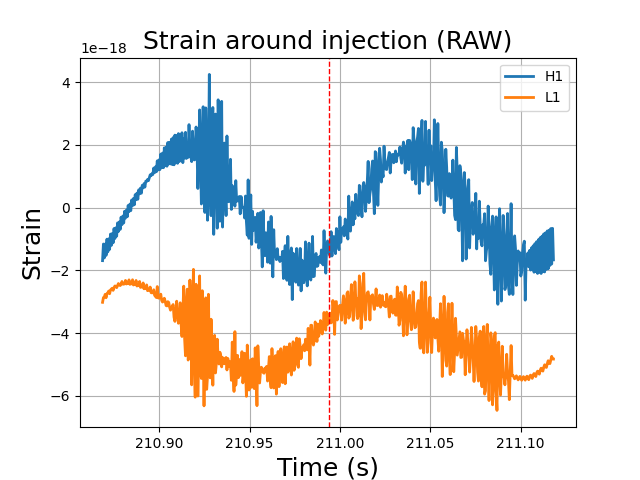 Strain around injection (RAW)
1e−18
H1
L1
4
2
0
−2
−4
−6
Strain
210.90
210.95
211.00
211.05
211.10
Time (s)